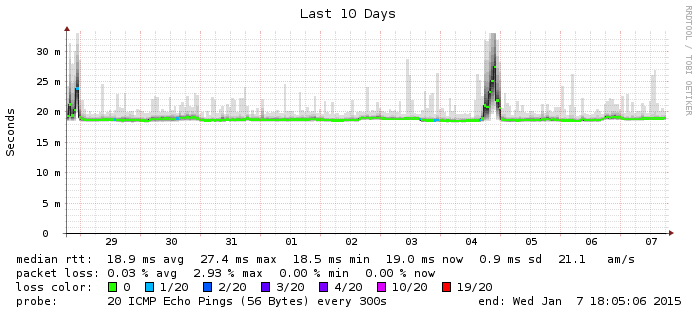 Last 10 Days
RRDTOOL / TOBI OETIKER
Seconds
30 m
25 m
20 m
15 m
10 m
5 m
0
29 30 31 01 02 03 04 05 06 07
median rtt: 18.9 ms avg 27.4 ms max 18.5 ms min 19.0 ms now 0.9 ms sd 21.1 am/s
packet loss: 0.03 % avg 2.93 % max 0.00 % min 0.00 % now
loss color: 0 1/20 2/20 3/20 4/20 10/20 19/20
probe: 20 ICMP Echo Pings (56 Bytes) every 300s end: Wed Jan 7 18:05:06 2015